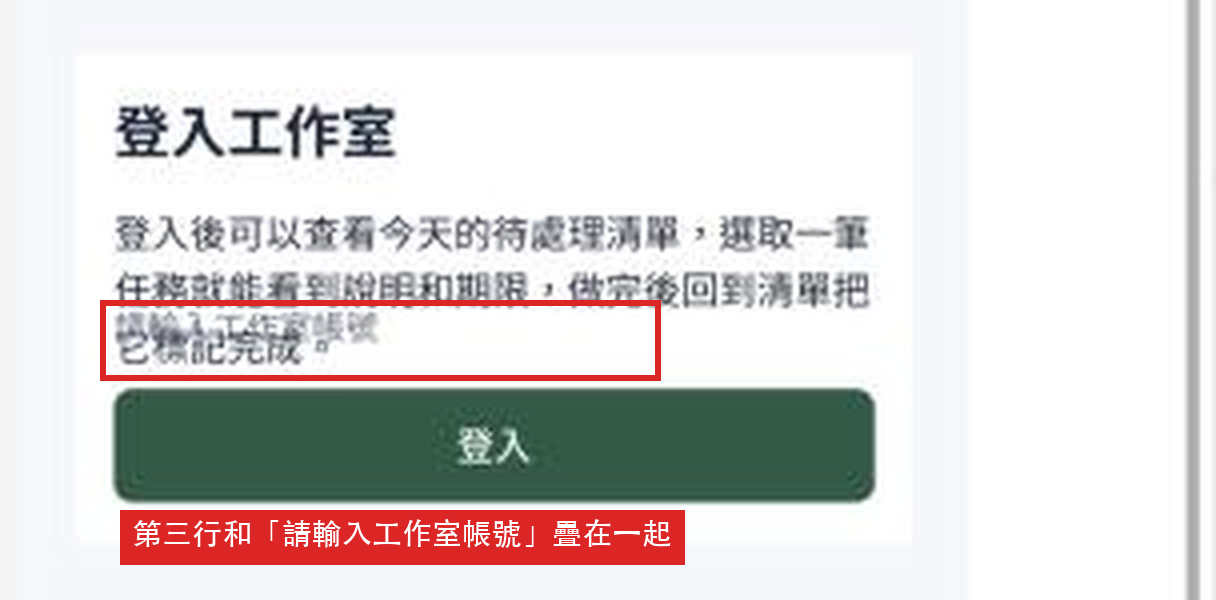 登入工作室
登入後可以查看今天的待處理清單，選取一筆
任務就能看到說明和期限，做完後回到清單把
請輸入工作室帳號
它標記完成。
登入
第三行和「請輸入工作室帳號」疊在一起